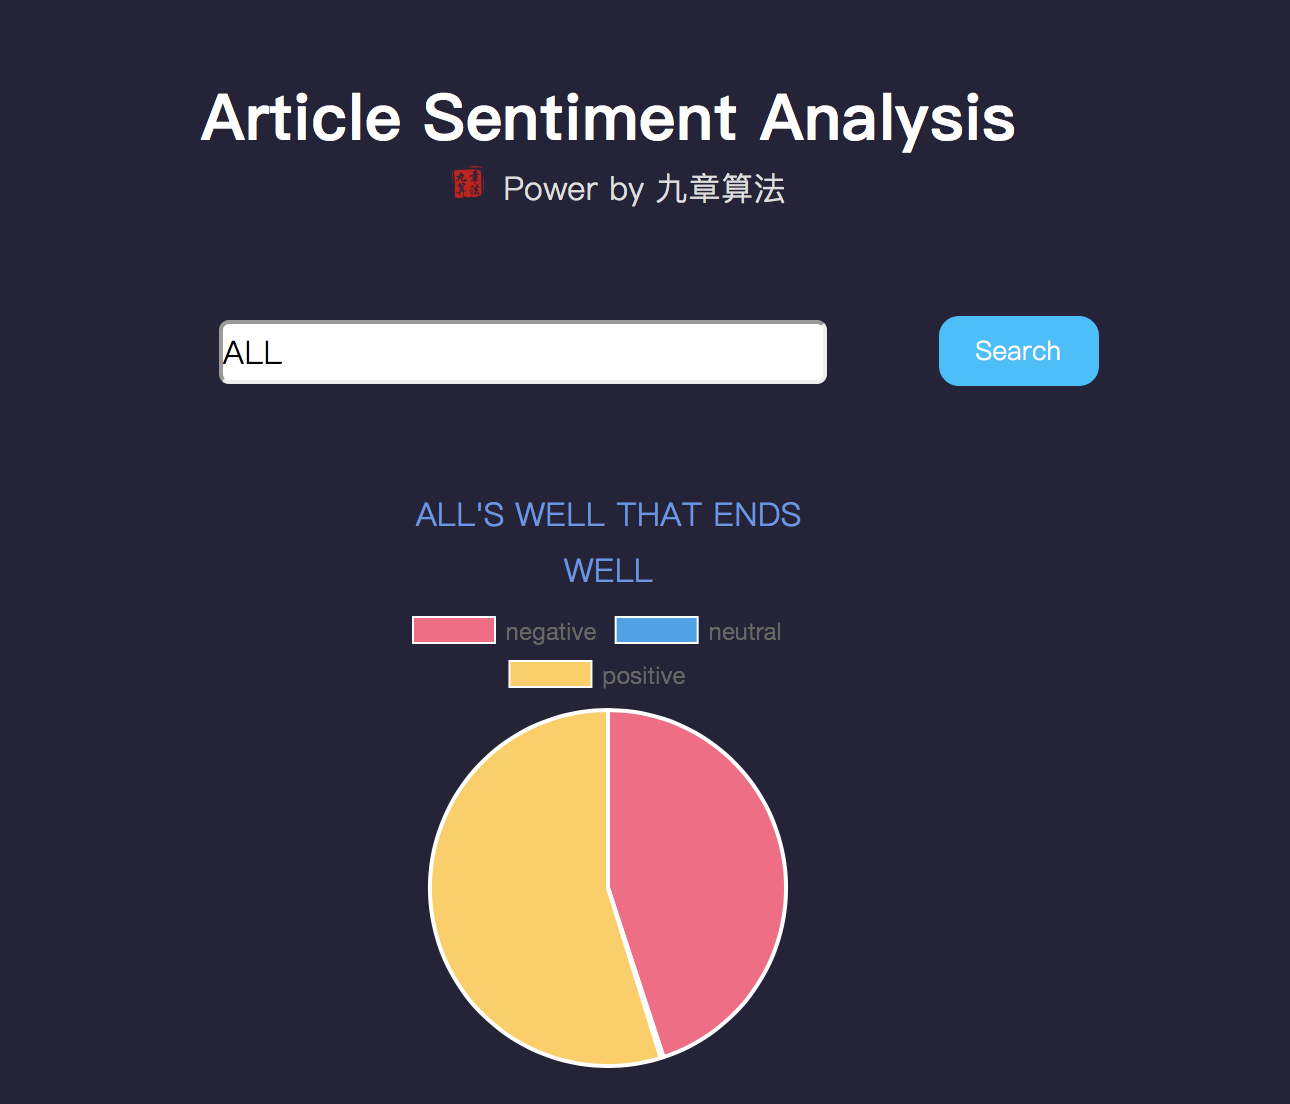 Article Sentiment Analysis
Power by 九章算法
ALL
Search
ALL'S WELL THAT ENDS
WELL
negative neutral
positive